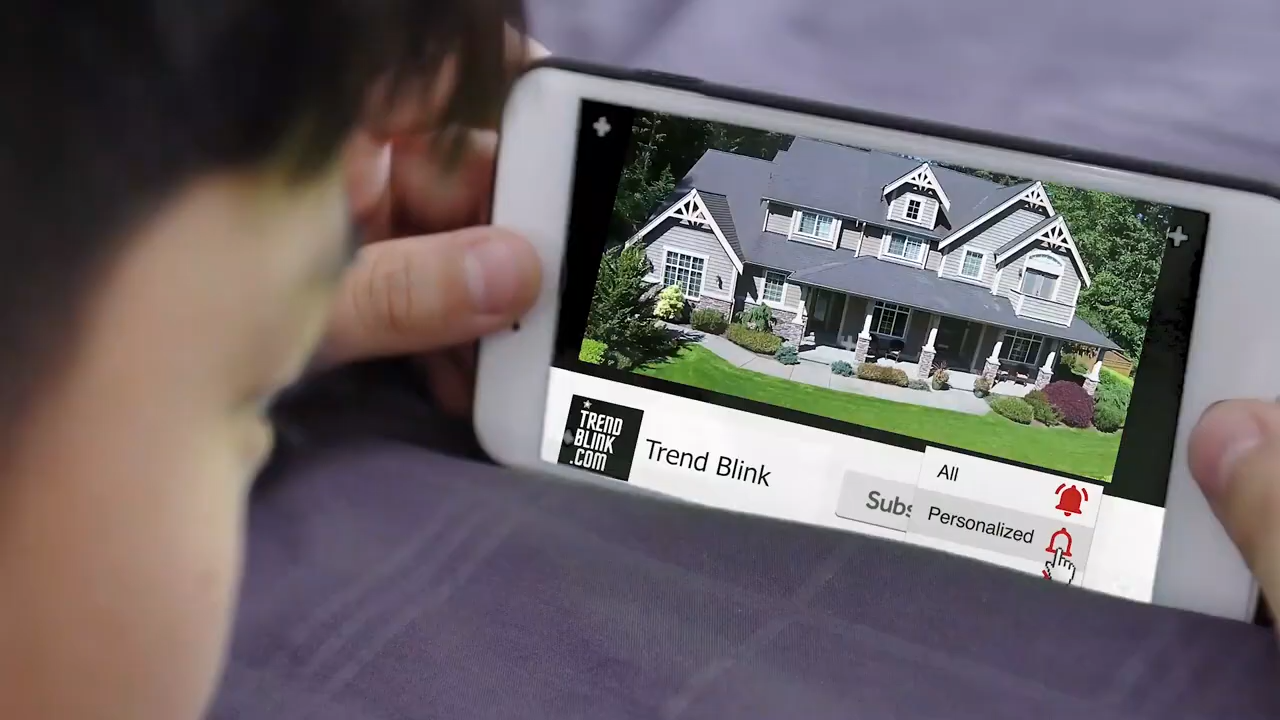 TREND
BLINK
.COM
Trend Blink
Subs
All
Personalized